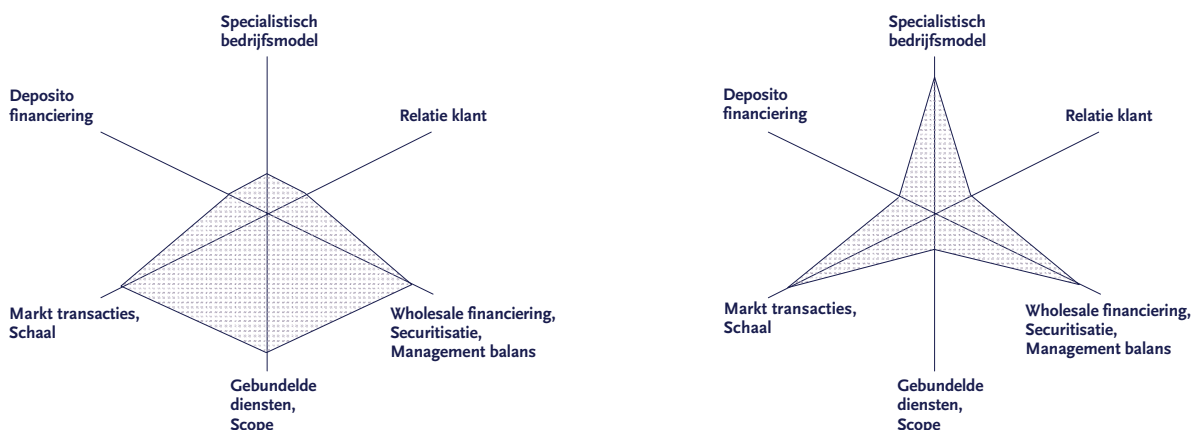 Specialistisch
bedrijfsmodel
Deposito
financiering
Relatie klant
Markt transacties,
Schaal
Wholesale financiering,
Securitisatie,
Management balans
Gebundelde
diensten,
Scope
Specialistisch
bedrijfsmodel
Deposito
financiering
Relatie klant
Markt transacties,
Schaal
Wholesale financiering,
Securitisatie,
Management balans
Gebundelde
diensten,
Scope